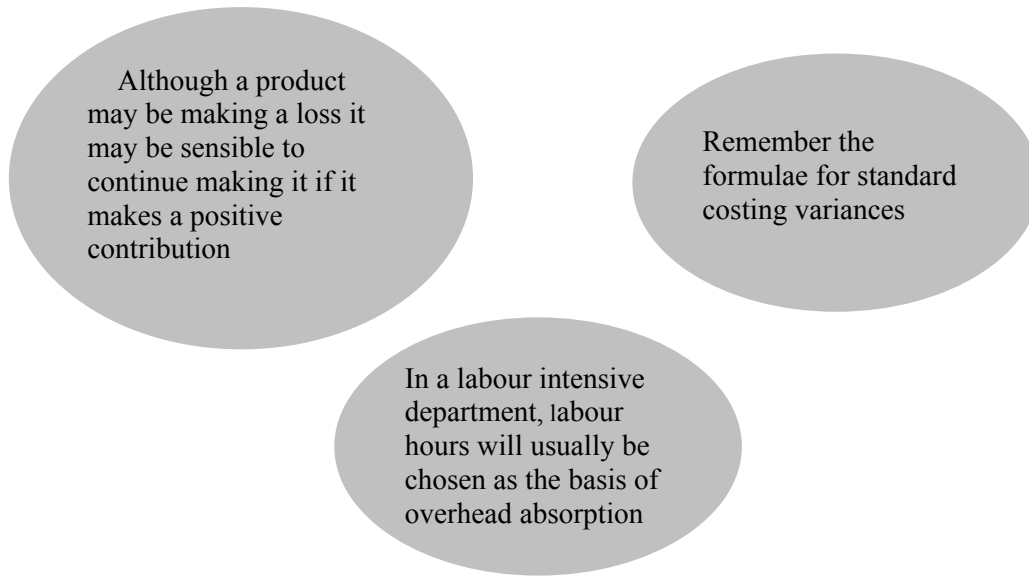 Although a product
may be making a loss it
may be sensible to
continue making it if it
makes a positive
contribution
Remember the
formulae for standard
costing variances
In a labour intensive
department, labour
hours will usually be
chosen as the basis of
overhead absorption